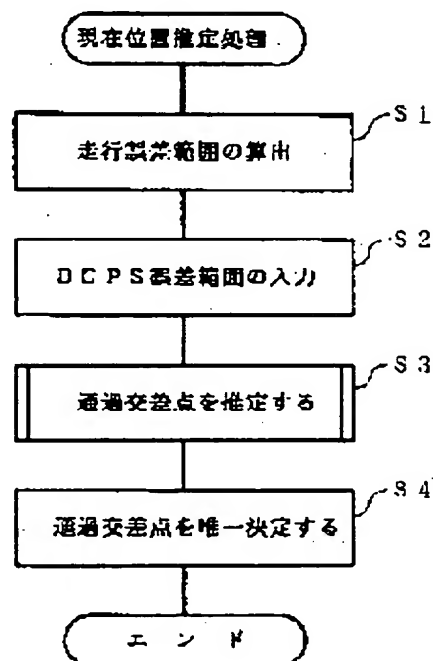 現在位置推定処理
S1
走行誤差範囲の算出
S2
DGPS誤差範囲の入力
S3
通過交差点を推定する
S4
通過交差点を唯一決定する
エンド